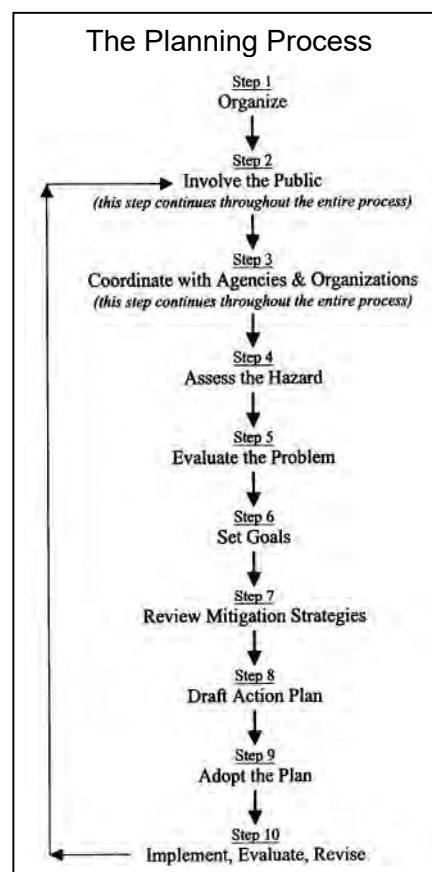 The Planning Process
Step 1
Organize
Step 2
Involve the Public
(this step continues throughout the entire process)
Step 3
Coordinate with Agencies & Organizations
(this step continues throughout the entire process)
Step 4
Assess the Hazard
Step 5
Evaluate the Problem
Step 6
Set Goals
Step 7
Review Mitigation Strategies
Step 8
Draft Action Plan
Step 9
Adopt the Plan
Step 10
Implement, Evaluate, Revise